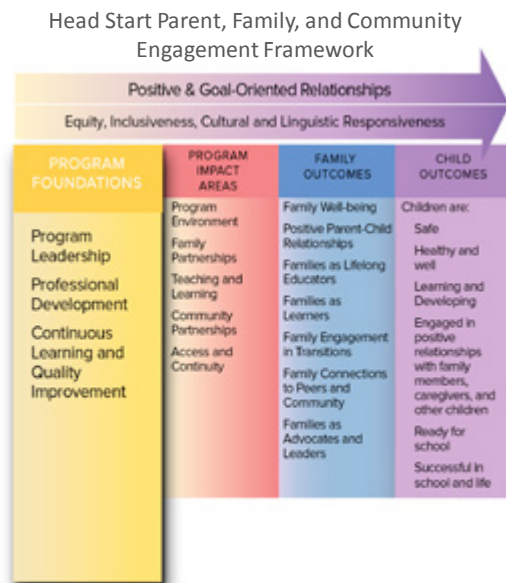 Head Start Parent, Family, and Community
Engagement Framework
Positive & Goal-Oriented Relationships
Equity, Inclusiveness, Cultural and Linguistic Responsiveness
PROGRAM
FOUNDATIONS
Program
Leadership
Professional
Development
Continuous
Learning and
Quality
Improvement
PROGRAM
IMPACT
AREAS
Program
Environment
Family
Partnerships
Teaching and
Learning
Community
Partnerships
Access and
Continuity
FAMILY
OUTCOMES
Family Well-being
Positive Parent-Child
Relationships
Families as Lifelong
Educators
Families as
Learners
Family Engagement
in Transitions
Family Connections
to Peers and
Community
Families as
Advocates and
Leaders
CHILD
OUTCOMES
Children are:
Safe
Healthy and
well
Learning and
Developing
Engaged in
positive
relationships
with family
members,
caregivers, and
other children
Ready for
school
Successful in
school and life